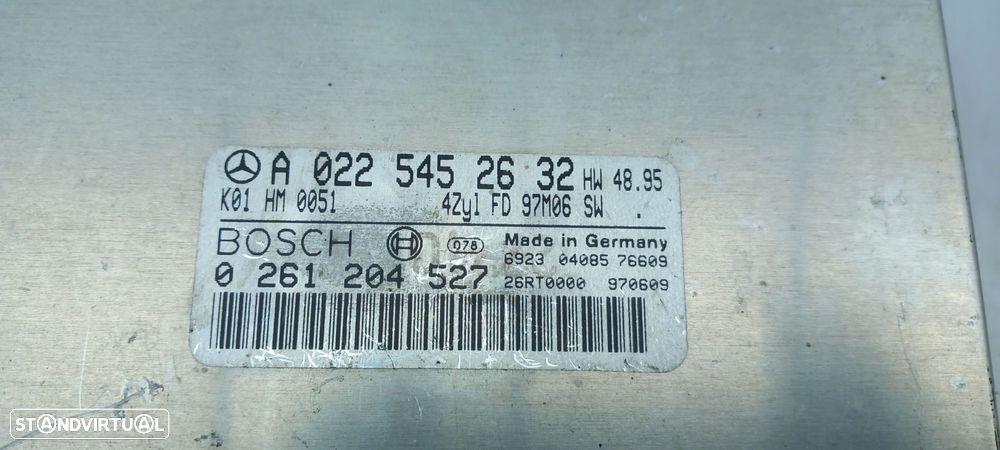 A 022 545 26 32 HW 48.95
K01 HM 0051 4Zyl FD 97M06 SW .
BOSCH 078 Made in Germany
6923 04085 76609
0 261 204 527 26RT0000 970609
STANDVIRTUAL